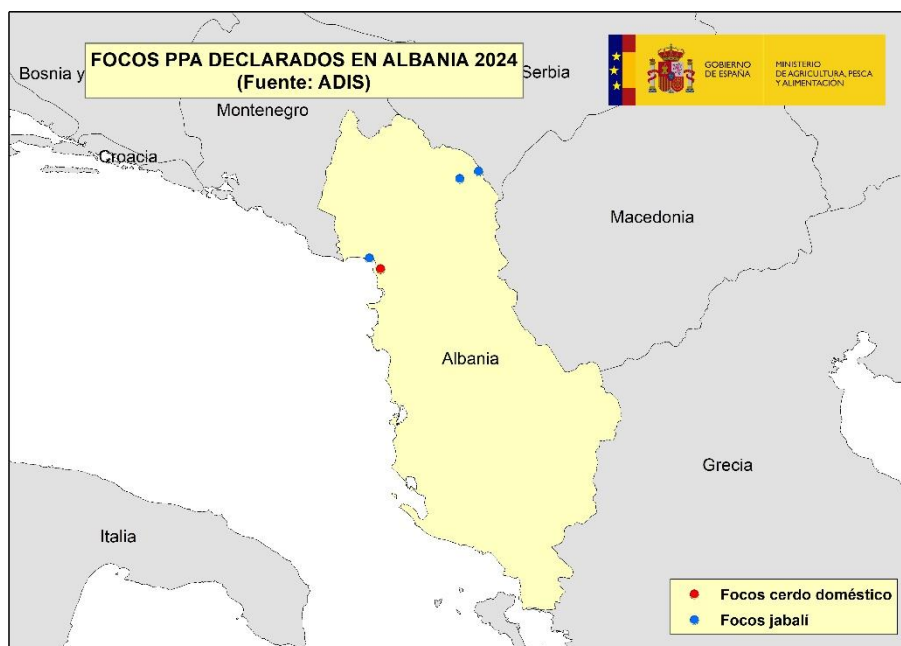 FOCOS PPA DECLARADOS EN ALBANIA 2024
(Fuente: ADIS)
GOBIERNO
DE ESPAÑA
MINISTERIO
DE AGRICULTURA, PESCA
Y ALIMENTACIÓN
Bosnia y
Serbia
Montenegro
Croacia
Macedonia
Albania
Grecia
Italia
Focos cerdo doméstico
Focos jabalí